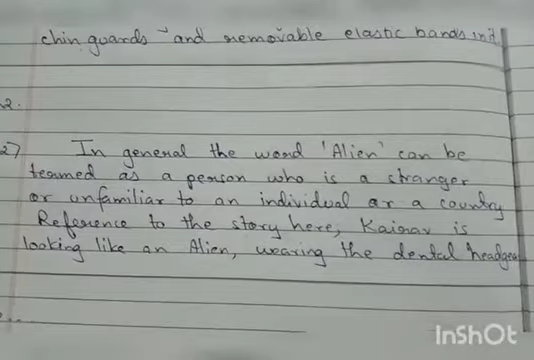 chin guards and removable elastic bands in it
2.
27 In general the word 'Alien' can be
teamed as a person who is a stranger
or unfamiliar to an individual or a country
Reference to the story here, Kairav is
looking like an Alien, wearing the dental headgear
InShOt